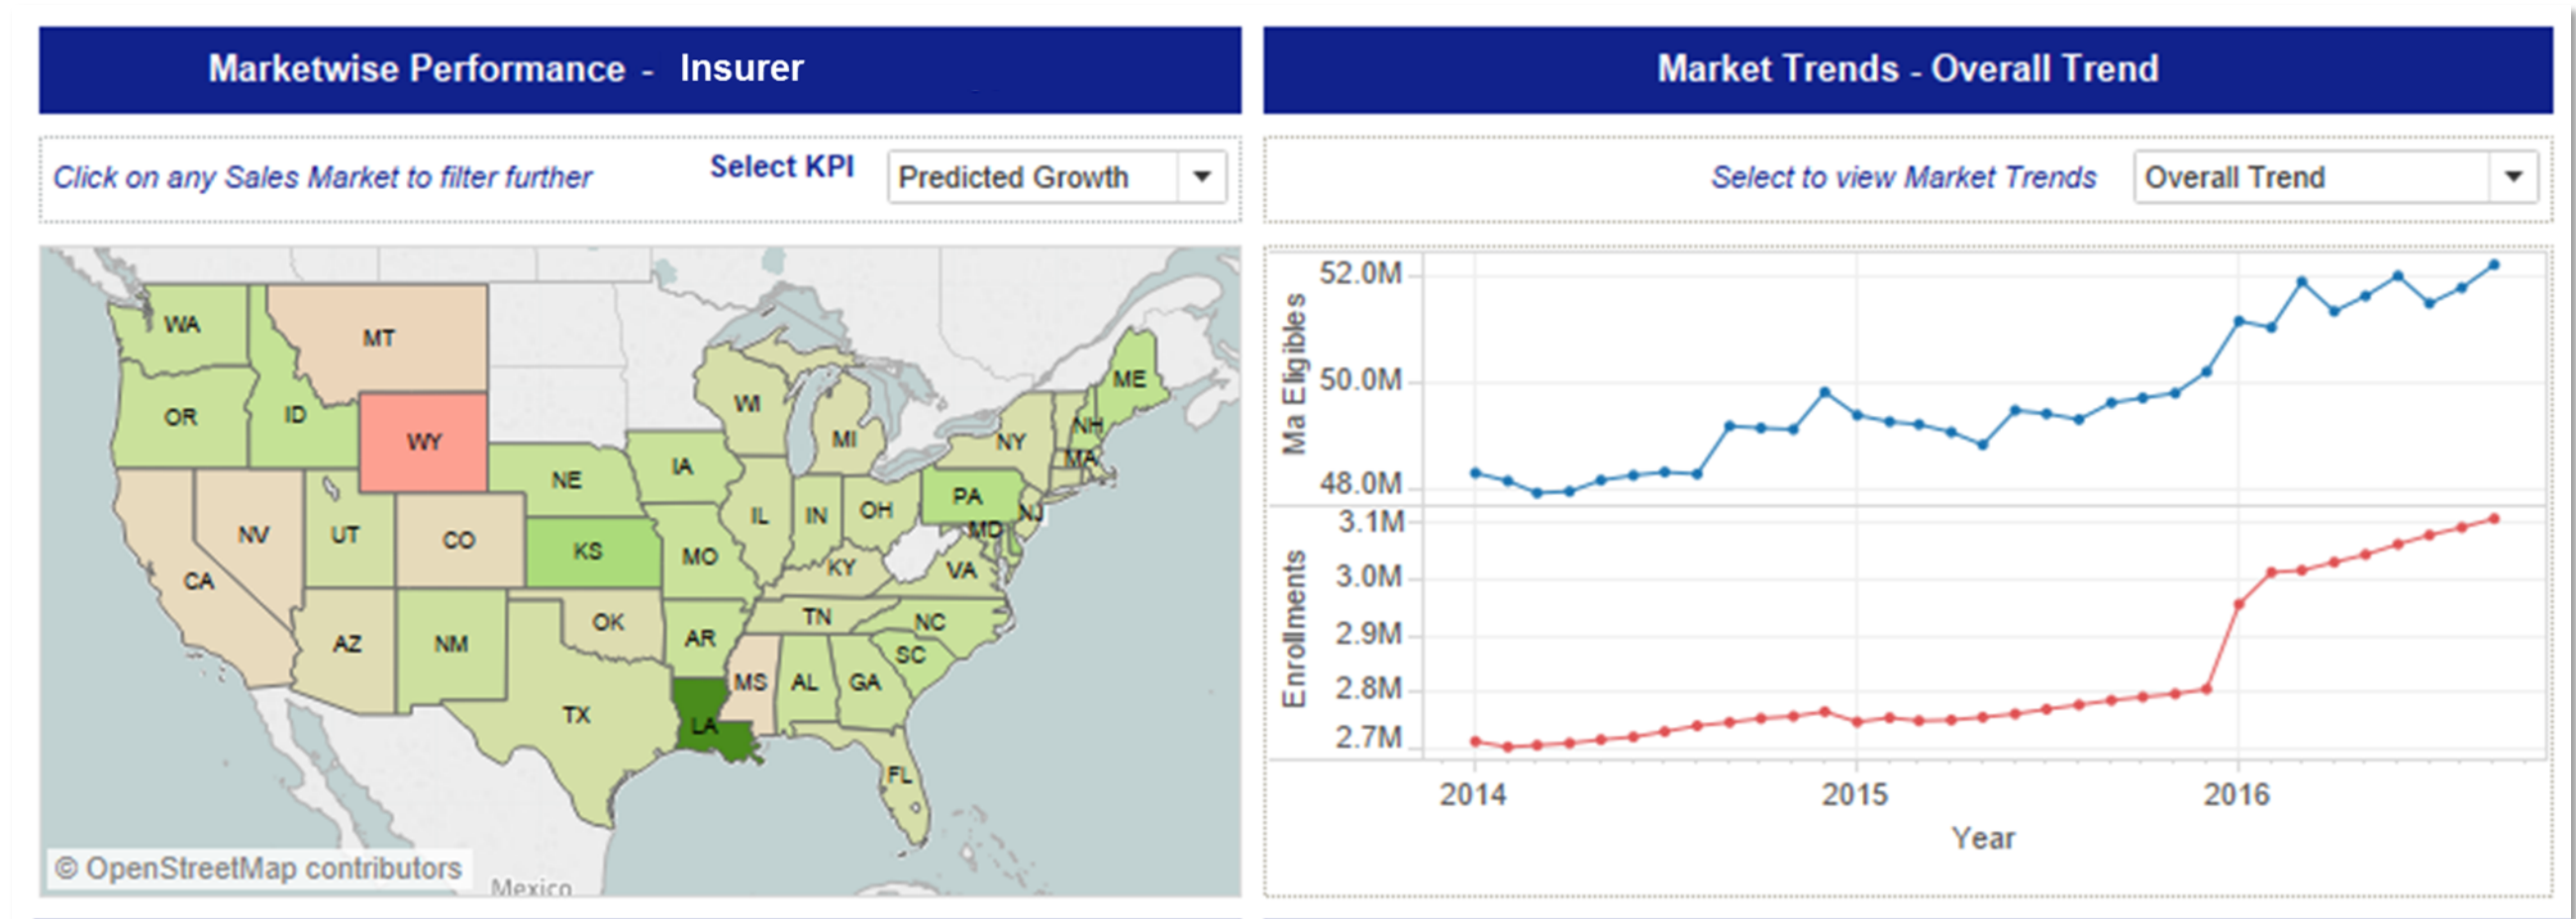 Marketwise Performance - Insurer
Market Trends - Overall Trend
Click on any Sales Market to filter further
Select KPI
Predicted Growth
Select to view Market Trends
Overall Trend
WA
MT
ME
OR
ID
WY
WI
MI
NY
NH
MA
NE
IA
PA
NV
UT
CO
KS
MO
IL
IN
OH
MD
NJ
CA
KY
VA
AZ
NM
OK
AR
TN
NC
SC
TX
LA
MS
AL
GA
FL
© OpenStreetMap contributors
Mexico
Ma Eligibles
52.0M
50.0M
48.0M
Enrollments
3.1M
3.0M
2.9M
2.8M
2.7M
2014
2015
2016
Year